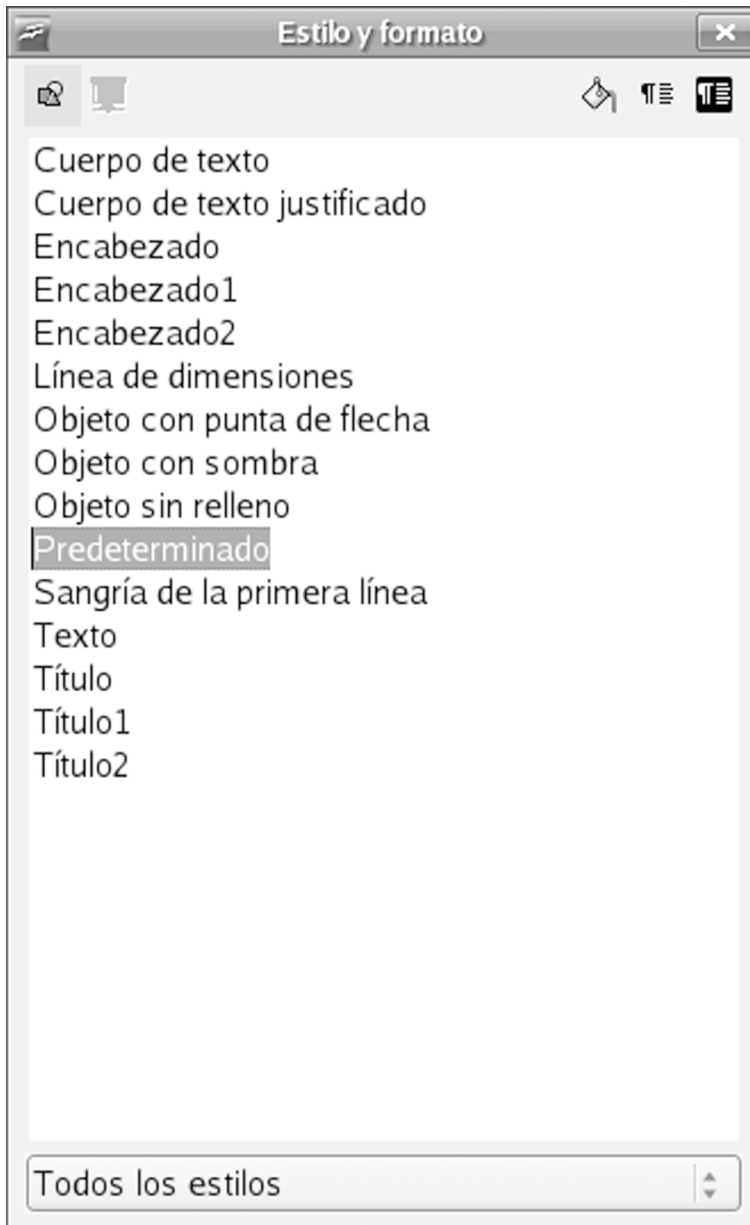 Estilo y formato
Cuerpo de texto
Cuerpo de texto justificado
Encabezado
Encabezado1
Encabezado2
Línea de dimensiones
Objeto con punta de flecha
Objeto con sombra
Objeto sin relleno
Predeterminado
Sangría de la primera línea
Texto
Título
Título1
Título2
Todos los estilos